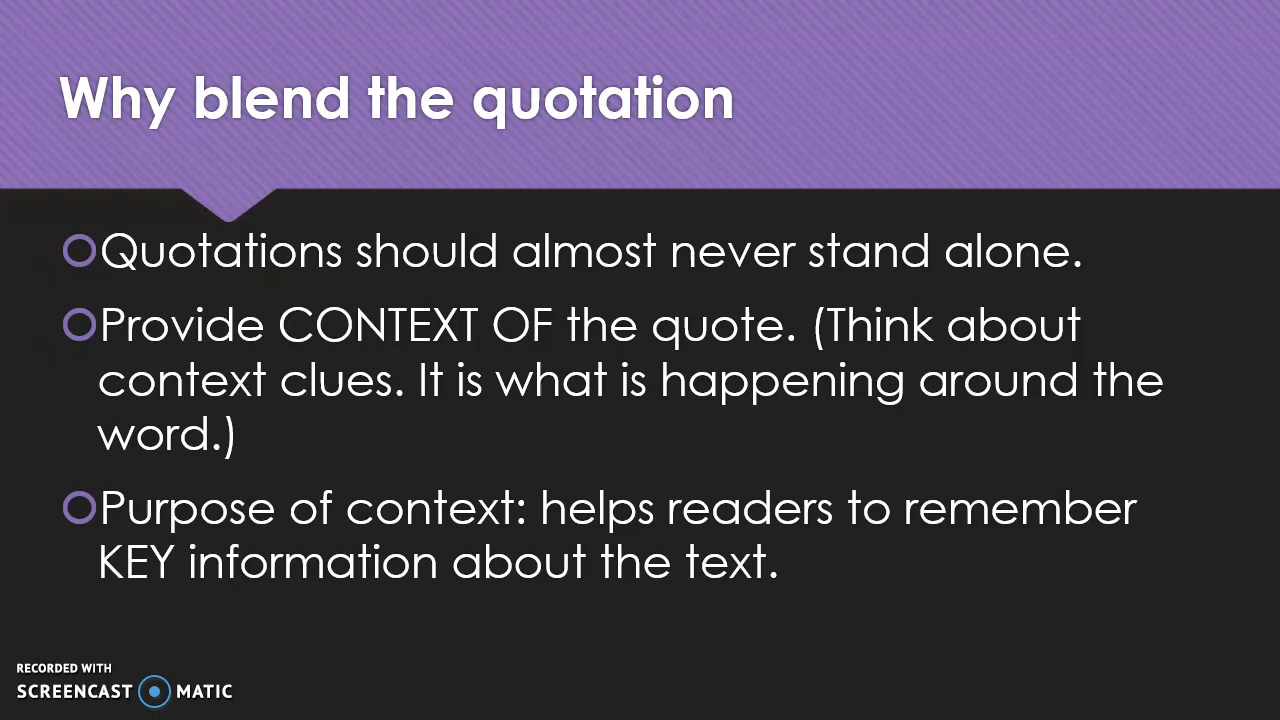 Why blend the quotation
Quotations should almost never stand alone.
Provide CONTEXT OF the quote. (Think about
context clues. It is what is happening around the
word.)
Purpose of context: helps readers to remember
KEY information about the text.
RECORDED WITH
SCREENCAST MATIC